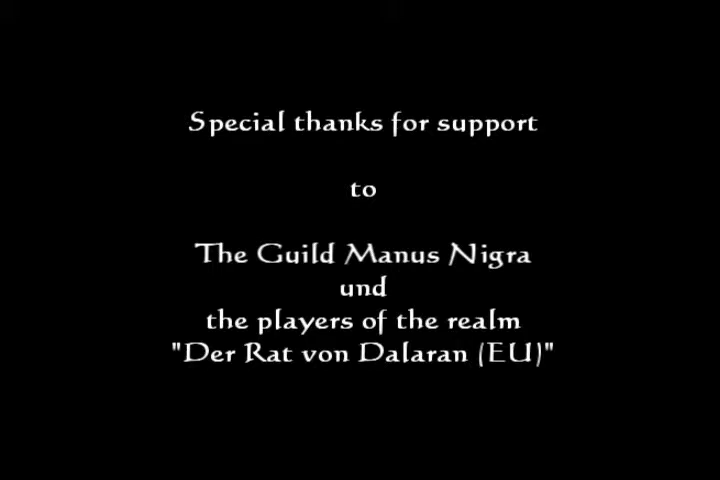 Special thanks for support
to
The Guild Manus Nigra
und
the players of the realm
"Der Rat von Dalaran (EU)"